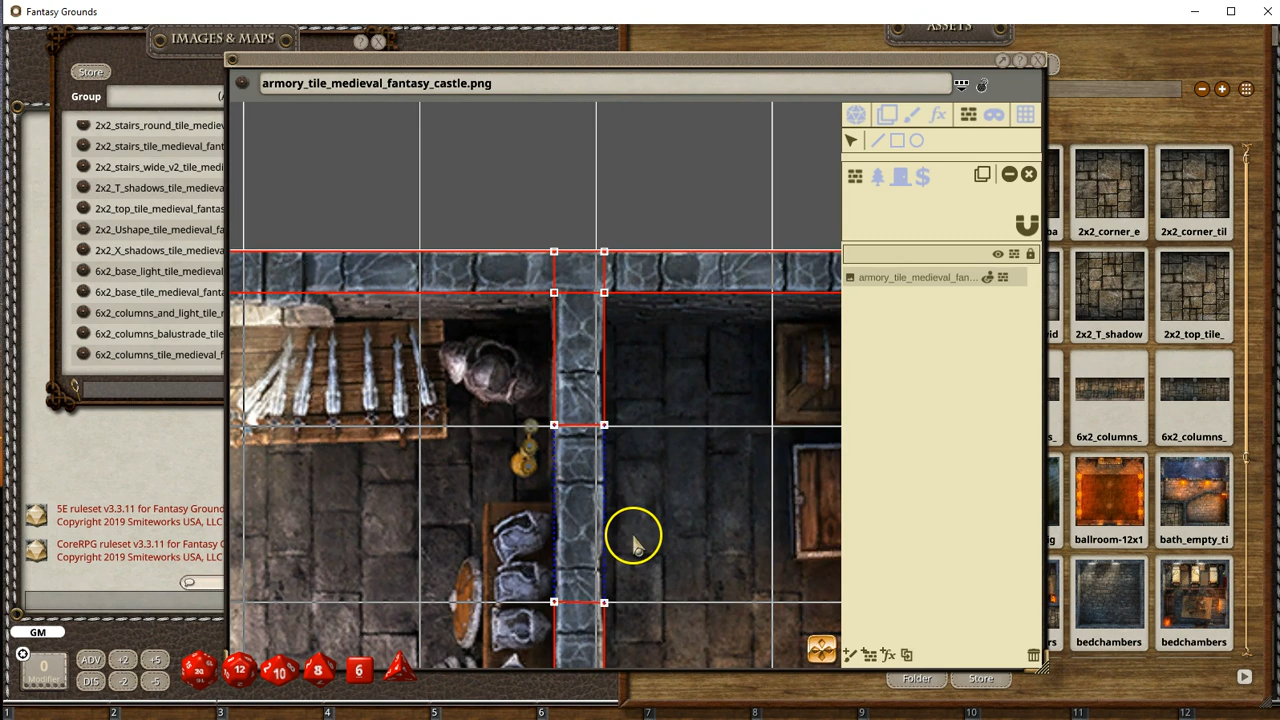 Fantasy Grounds
IMAGES & MAPS
ASSETS
Store
Group
armory_tile_medieval_fantasy_castle.png
2x2_stairs_round_tile_mediev
2x2_stairs_tile_medieval_fant
2x2_stairs_wide_v2_tile_medi
2x2_T_shadows_tile_medieva
2x2_top_tile_medieval_fantas
2x2_Ushape_tile_medieval_fa
2x2_X_shadows_tile_medieva
6x2_base_light_tile_medieval
6x2_base_tile_medieval_fanta
6x2_columns_and_light_tile_r
6x2_columns_balustrade_tile
6x2_columns_tile_medieval_f
armory_tile_medieval_fan...
2x2_corner_e
2x2_corner_til
2x2_T_shadow
2x2_top_tile_
6x2_columns_
6x2_columns_
ballroom-12x1
bath_empty_ti
bedchambers
bedchambers
5E ruleset v3.3.11 for Fantasy Ground
Copyright 2019 Smiteworks USA, LLC
CoreRPG ruleset v3.3.11 for Fantasy G
Copyright 2019 Smiteworks USA, LLC
GM
0
Modifier
ADV
+2
+5
DIS
-2
-5
20
12
10
8
6
Folder
Store
1 2 3 4 5 6 7 8 9 10 11 12